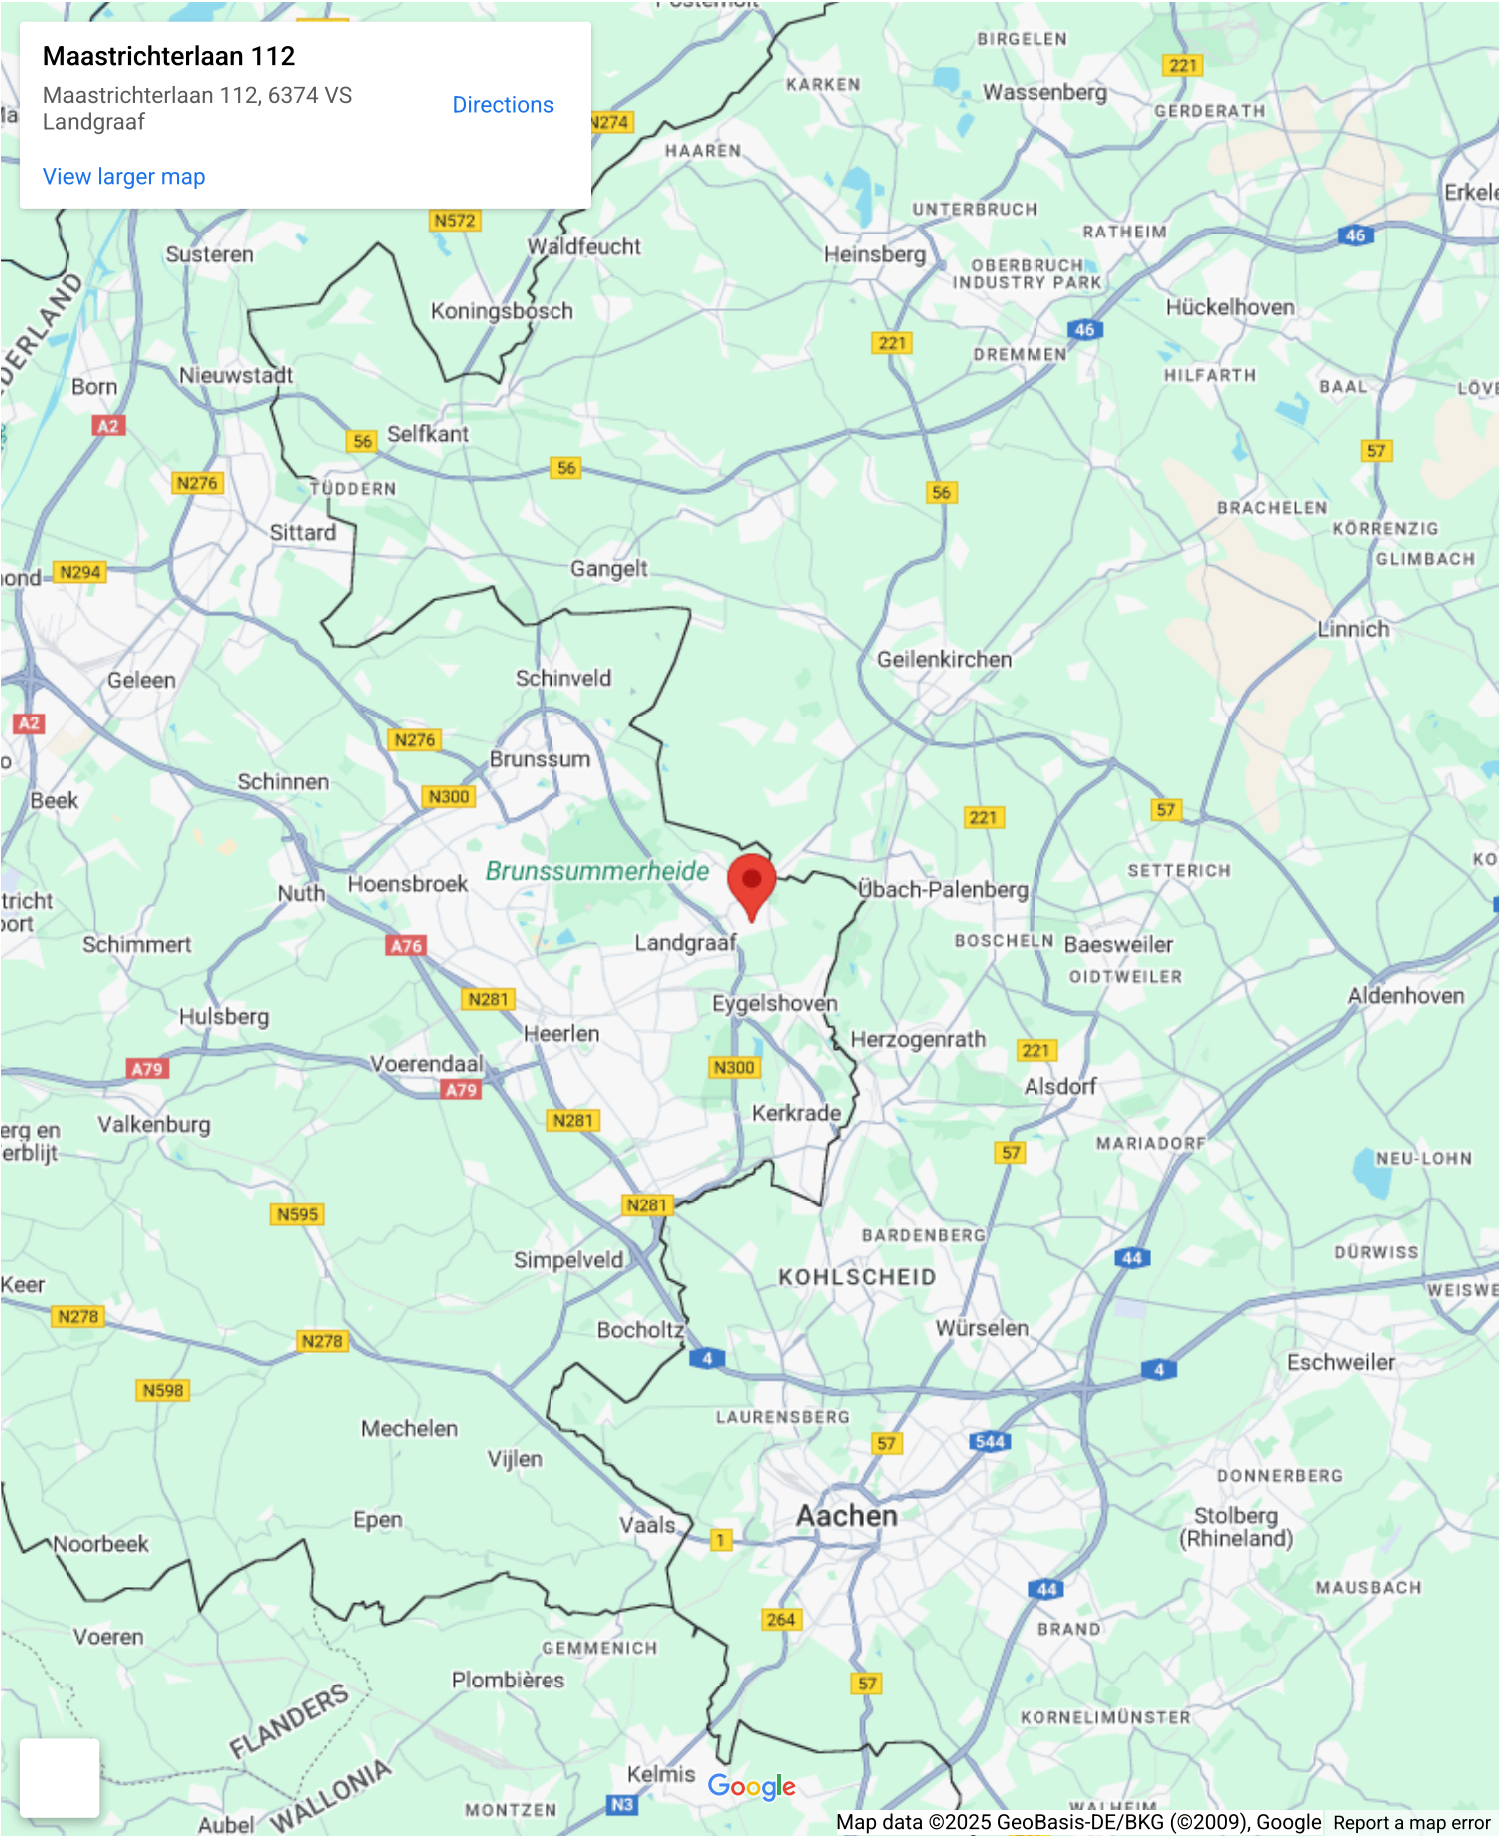 Maastrichterlaan 112
Maastrichterlaan 112, 6374 VS
Landgraaf
Directions
View larger map
BIRGELEN
221
KARKEN
Wassenberg
GERDERATH
N274
HAAREN
N572
UNTERBRUCH
RATHEIM
46
Susteren
Waldfeucht
Heinsberg
OBERBRUCH
INDUSTRY PARK
Koningsbosch
Hückelhoven
46
221
DREMMEN
Nieuwstadt
HILFARTH
BAAL
Born
A2
56
Selfkant
57
56
N276
TÜDDERN
56
BRACHELEN
Sittard
KÖRRENZIG
GLIMBACH
N294
Gangelt
Linnich
Geilenkirchen
Geleen
Schinveld
A2
N276
Brunssum
Schinnen
N300
Beek
57
221
SETTERICH
Brunssummerheide
Hoensbroek
Nuth
Übach-Palenberg
Landgraaf
BOSCHELN
Baesweiler
Schimmert
A76
OIDTWEILER
N281
Eygelshoven
Aldenhoven
Hulsberg
Heerlen
Herzogenrath
221
A79
Voerendaal
N300
A79
Alsdorf
Valkenburg
N281
Kerkrade
MARIADORF
57
NEU-LOHN
N595
N281
BARDENBERG
DÜRWISS
Simpelveld
44
KOHLSCHEID
Keer
N278
Bocholtz
Würselen
N278
4
4
Eschweiler
N598
Mechelen
LAURENSBERG
57
544
Vijlen
DONNERBERG
Epen
Vaals
Aachen
Stolberg
(Rhineland)
Noorbeek
1
44
MAUSBACH
264
BRAND
Voeren
GEMMENICH
Plombières
57
FLANDERS
KORNELIMÜNSTER
WALLONIA
Kelmis
Google
N3
MONTZEN
Aubel
Map data ©2025 GeoBasis-DE/BKG (©2009), Google
Report a map error